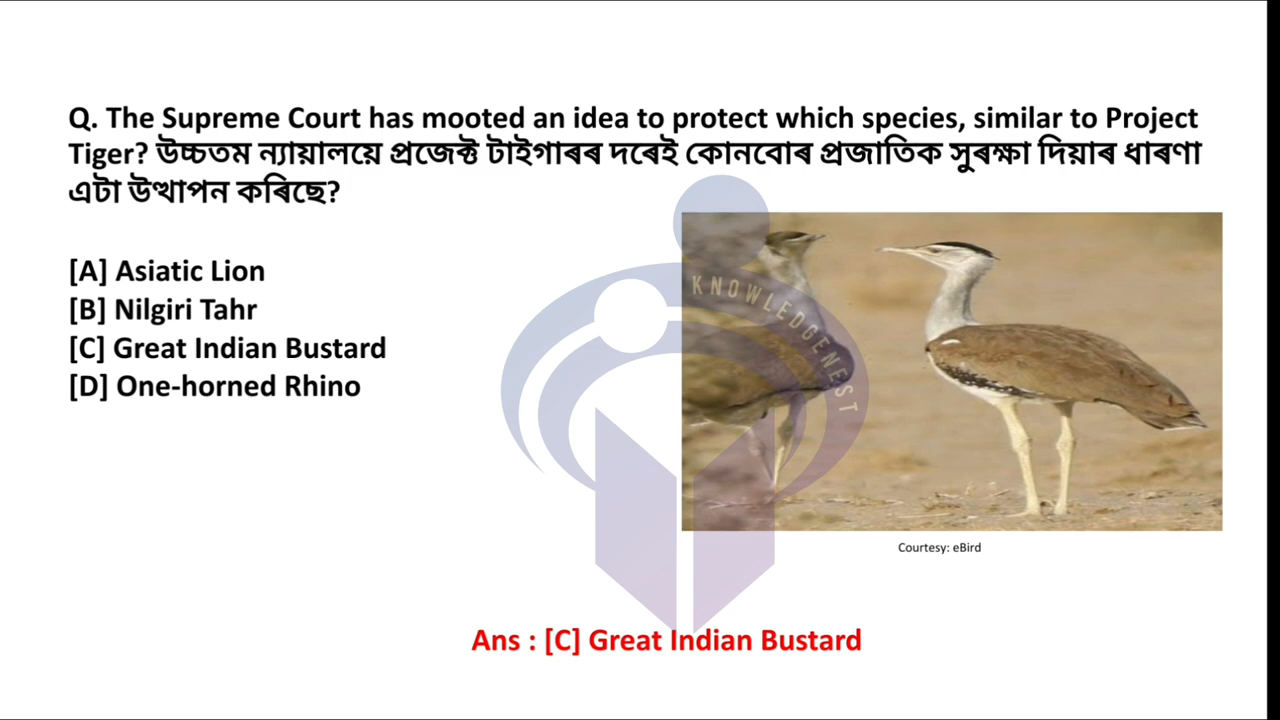 Q. The Supreme Court has mooted an idea to protect which species, similar to Project
Tiger? উচ্চতম ন্যায়ালয়ে প্ৰজেক্ট টাইগাৰৰ দৰেই কোনবোৰ প্ৰজাতিক সুৰক্ষা দিয়াৰ ধাৰণা
এটা উত্থাপন কৰিছে?
[A] Asiatic Lion
[B] Nilgiri Tahr
[C] Great Indian Bustard
[D] One-horned Rhino
KNOWLEDGENEST
Courtesy: eBird
Ans : [C] Great Indian Bustard